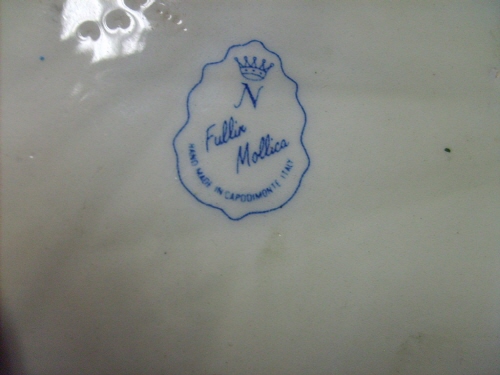 N
Fullin
Mollica
HAND MADE IN CAPODIMONTE ITALY